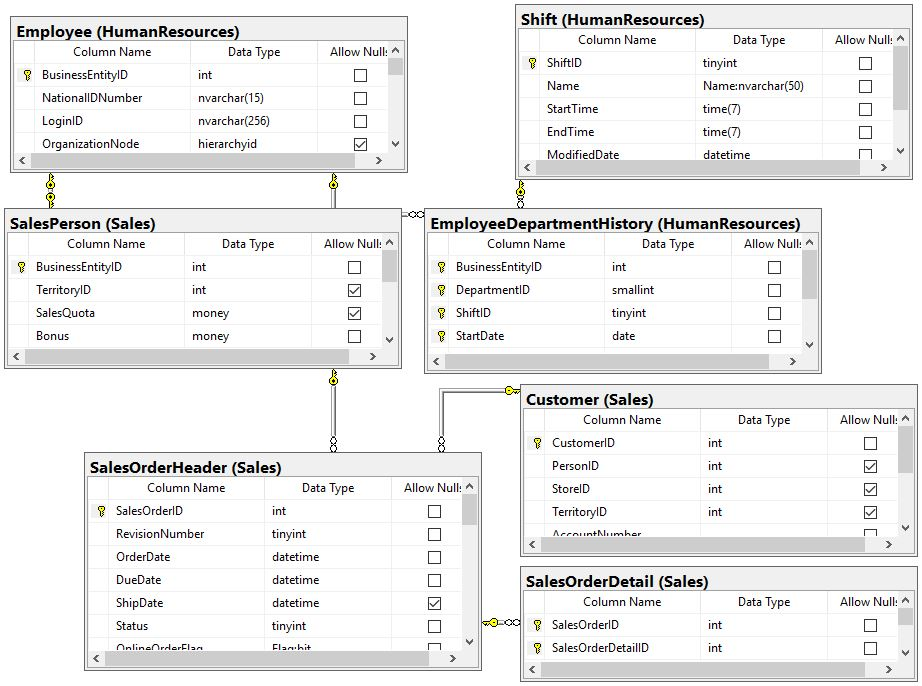 Employee (HumanResources)
Column Name Data Type Allow Nulls
BusinessEntityID int
NationalIDNumber nvarchar(15)
LoginID nvarchar(256)
OrganizationNode hierarchyid
Shift (HumanResources)
Column Name Data Type Allow Nulls
ShiftID tinyint
Name Name:nvarchar(50)
StartTime time(7)
EndTime time(7)
ModifiedDate datetime
SalesPerson (Sales)
Column Name Data Type Allow Nulls
BusinessEntityID int
TerritoryID int
SalesQuota money
Bonus money
EmployeeDepartmentHistory (HumanResources)
Column Name Data Type Allow Nulls
BusinessEntityID int
DepartmentID smallint
ShiftID tinyint
StartDate date
Customer (Sales)
Column Name Data Type Allow Nulls
CustomerID int
PersonID int
StoreID int
TerritoryID int
AccountNumber
SalesOrderHeader (Sales)
Column Name Data Type Allow Nulls
SalesOrderID int
RevisionNumber tinyint
OrderDate datetime
DueDate datetime
ShipDate datetime
Status tinyint
OnlineOrderFlag Flag:bit
SalesOrderDetail (Sales)
Column Name Data Type Allow Nulls
SalesOrderID int
SalesOrderDetailID int